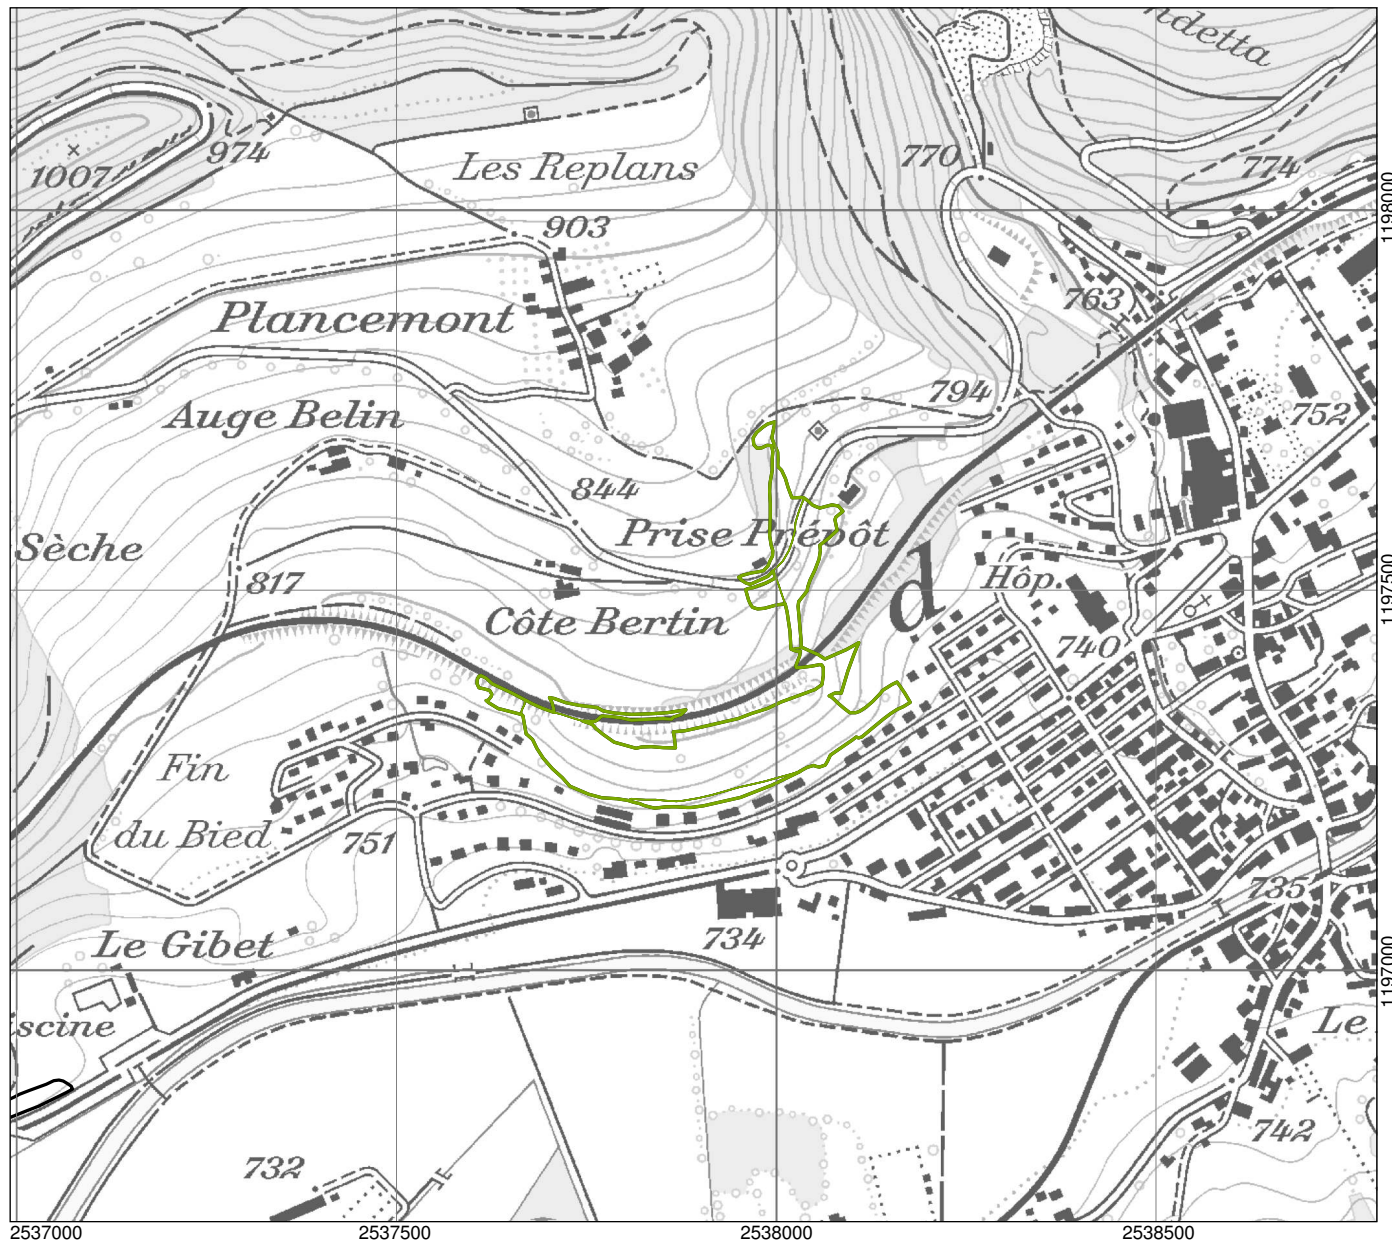 ndetta
974
1007
Les Replans
770
774
1198000
903
763
Plancemont
794
752
Auge Belin
844
Prise Prépôt
Sèche
817
d
Hôp.
1197500
Côte Bertin
740
Fin
du Bied
751
735
Le Gibet
734
1197000
scine
Le
742
732
2537000
2537500
2538000
2538500